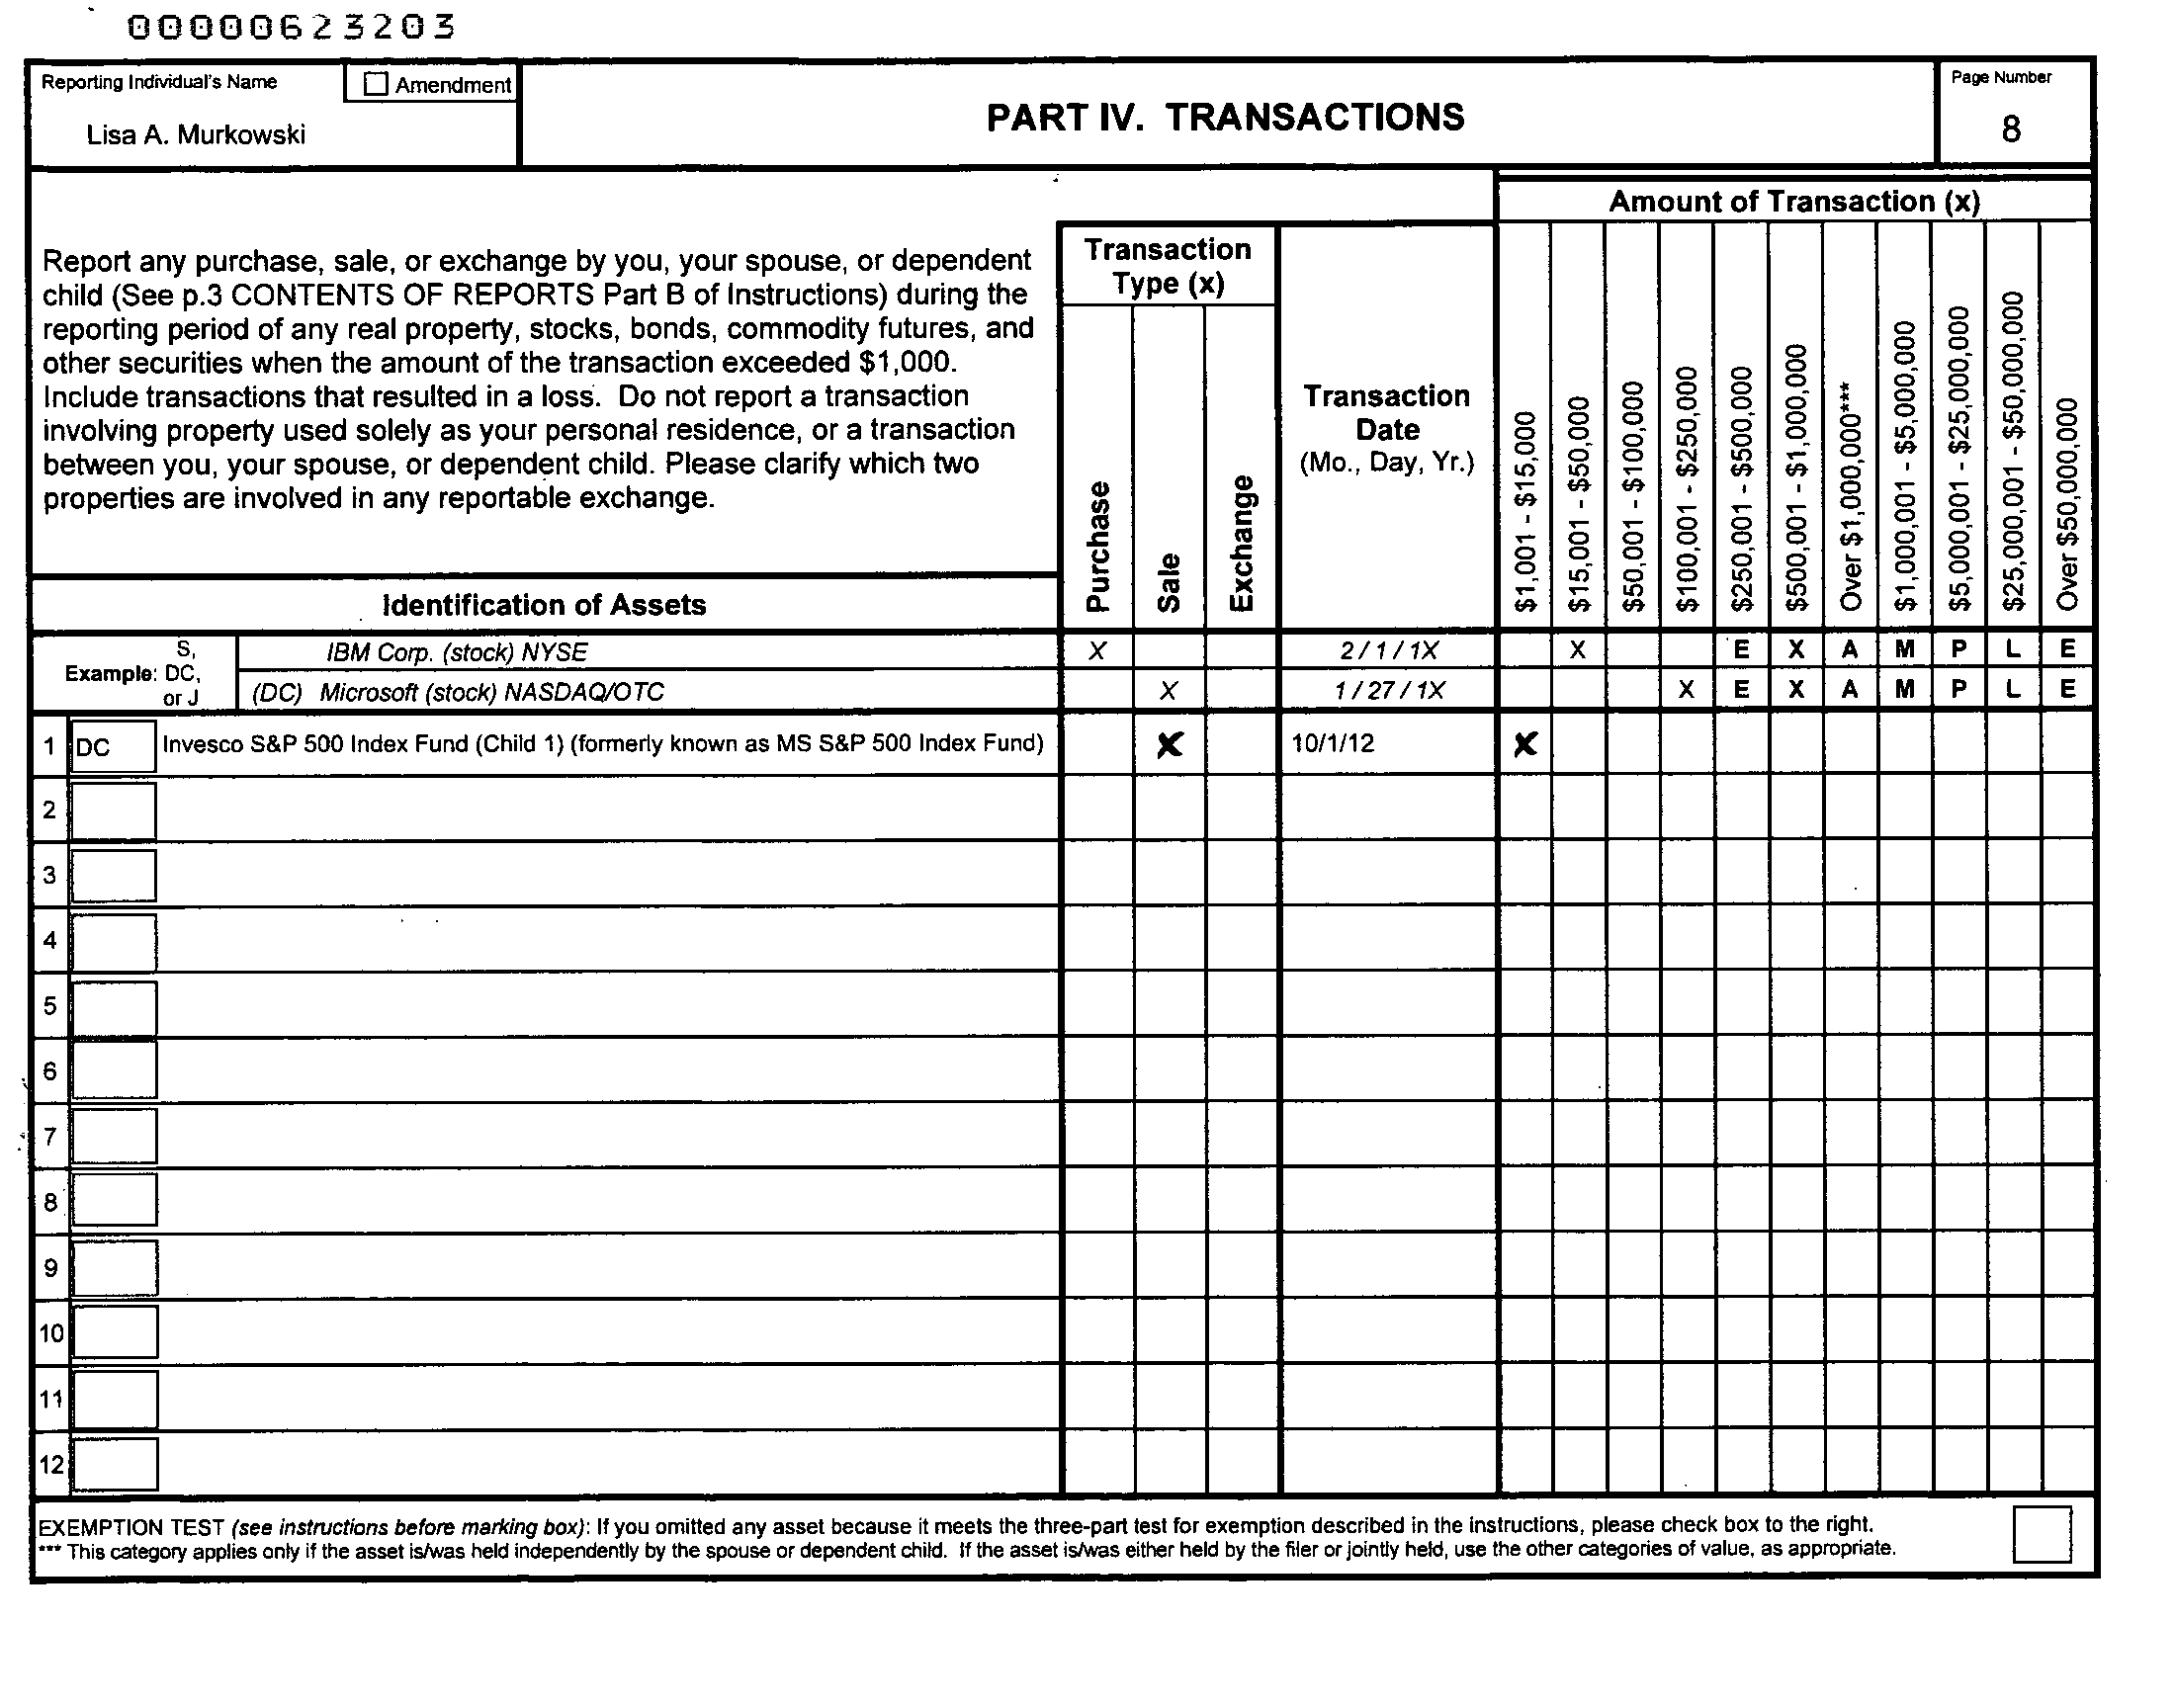 00000623203
Reporting Individual's Name
Amendment
Lisa A. Murkowski
PART IV. TRANSACTIONS
Page Number
8
Report any purchase, sale, or exchange by you, your spouse, or dependent
child (See p.3 CONTENTS OF REPORTS Part B of Instructions) during the
reporting period of any real property, stocks, bonds, commodity futures, and
other securities when the amount of the transaction exceeded $1,000.
Include transactions that resulted in a loss. Do not report a transaction
involving property used solely as your personal residence, or a transaction
between you, your spouse, or dependent child. Please clarify which two
properties are involved in any reportable exchange.
Identification of Assets
Transaction
Type (x)
Purchase
Sale
Exchange
Transaction
Date
(Mo., Day, Yr.)
Amount of Transaction (x)
$1,001 - $15,000
$15,001 - $50,000
$50,001 - $100,000
$100,001 - $250,000
$250,001 - $500,000
$500,001 - $1,000,000
Over $1,000,000***
$1,000,001 - $5,000,000
$5,000,001 - $25,000,000
$25,000,001 - $50,000,000
Over $50,000,000
Example: S, DC, or J
IBM Corp. (stock) NYSE X 2/1/1X X E X A M P L E
(DC) Microsoft (stock) NASDAQ/OTC X 1/27/1X X E X A M P L E
1 DC Invesco S&P 500 Index Fund (Child 1) (formerly known as MS S&P 500 Index Fund) X 10/1/12 X
2
3
4
5
6
7
8
9
10
11
12
EXEMPTION TEST (see instructions before marking box): If you omitted any asset because it meets the three-part test for exemption described in the instructions, please check box to the right.
*** This category applies only if the asset is/was held independently by the spouse or dependent child. If the asset is/was either held by the filer or jointly held, use the other categories of value, as appropriate.